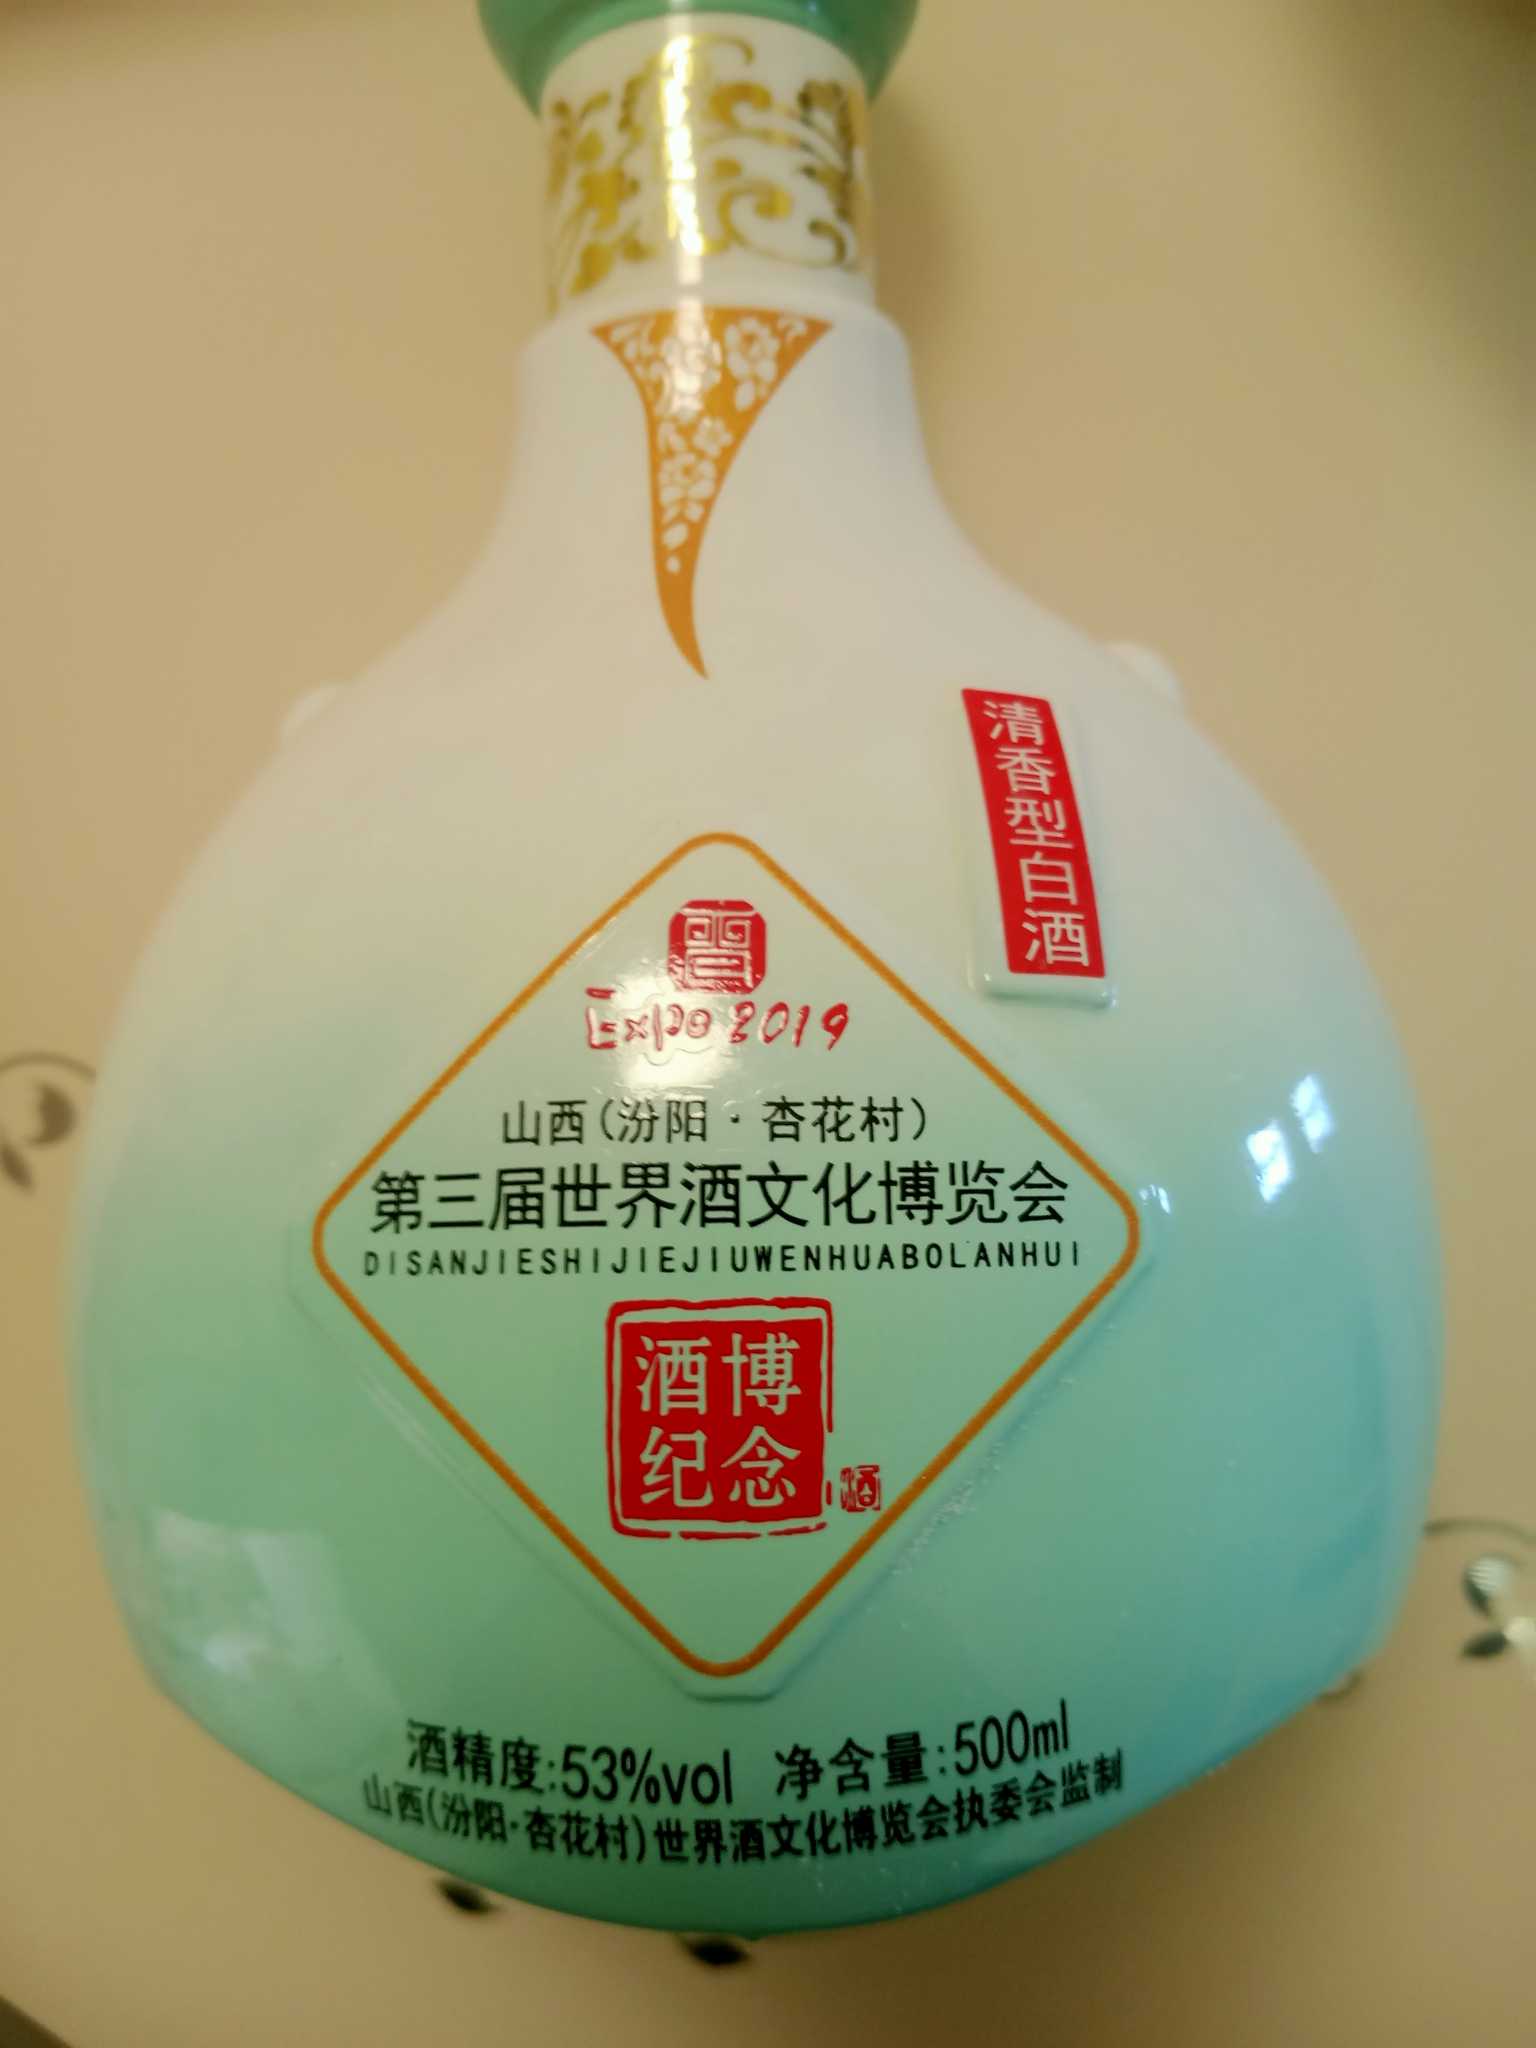 清香型白酒
晋
Expo 2019
山西(汾阳·杏花村)
第三届世界酒文化博览会
DISANJIESHIJIEJIUWENHUABOLANHUI
酒博
纪念
酒
酒精度:53%vol 净含量:500ml
山西(汾阳·杏花村)世界酒文化博览会执委会监制